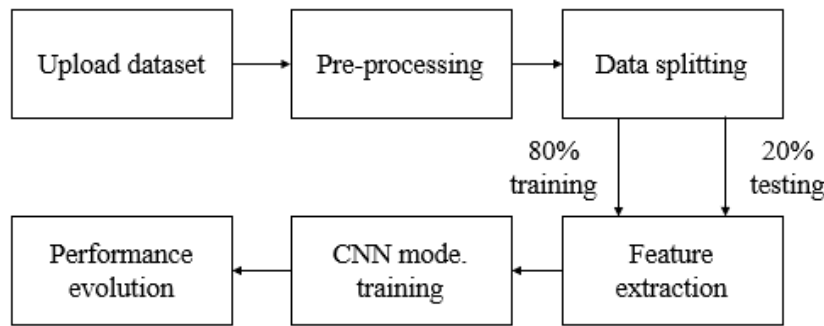 Upload dataset
Pre-processing
Data splitting
80%
training
20%
testing
Performance
evolution
CNN mode.
training
Feature
extraction